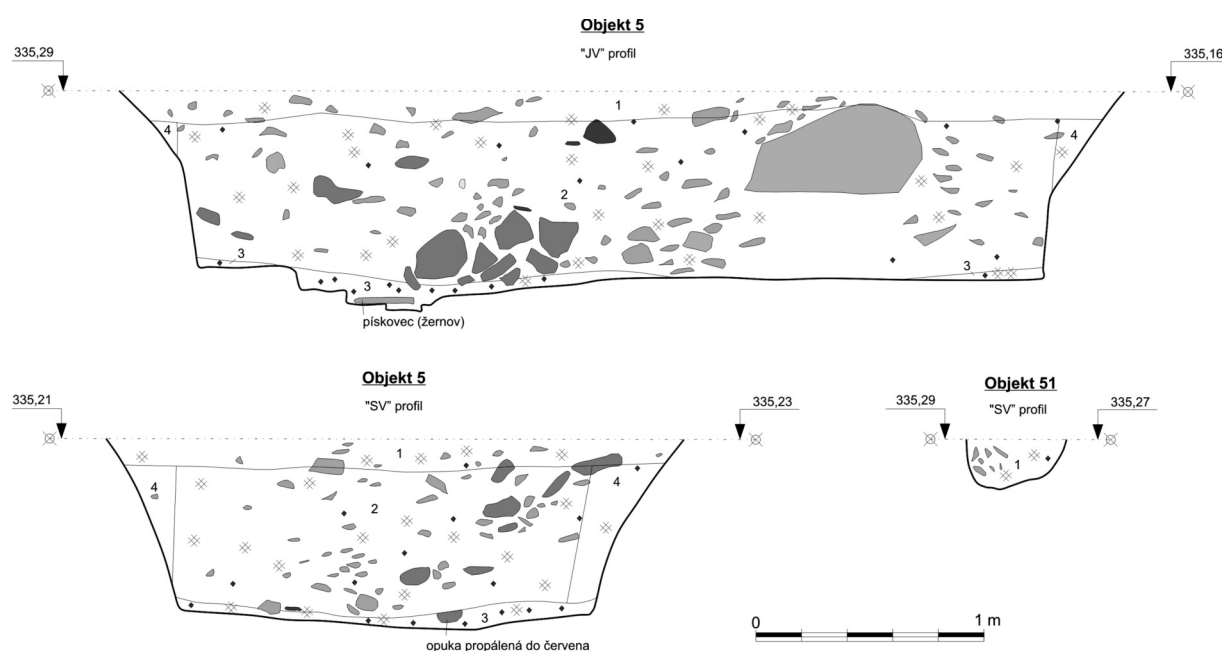 Objekt 5
"JV" profil
335,29
335,16
1
4
4
2
3
3
3
pískovec (žernov)
Objekt 5
"SV" profil
335,21
335,23
1
4
4
2
3
opuka propálená do červena
Objekt 51
"SV" profil
335,29
335,27
1
0
1 m